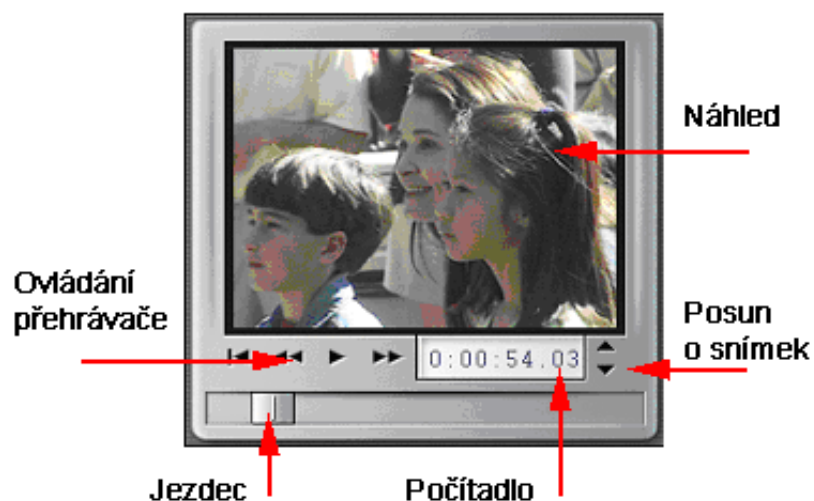 Náhled
Ovládání
přehrávače
Posun
o snímek
0:00:54.03
Jezdec
Počítadlo